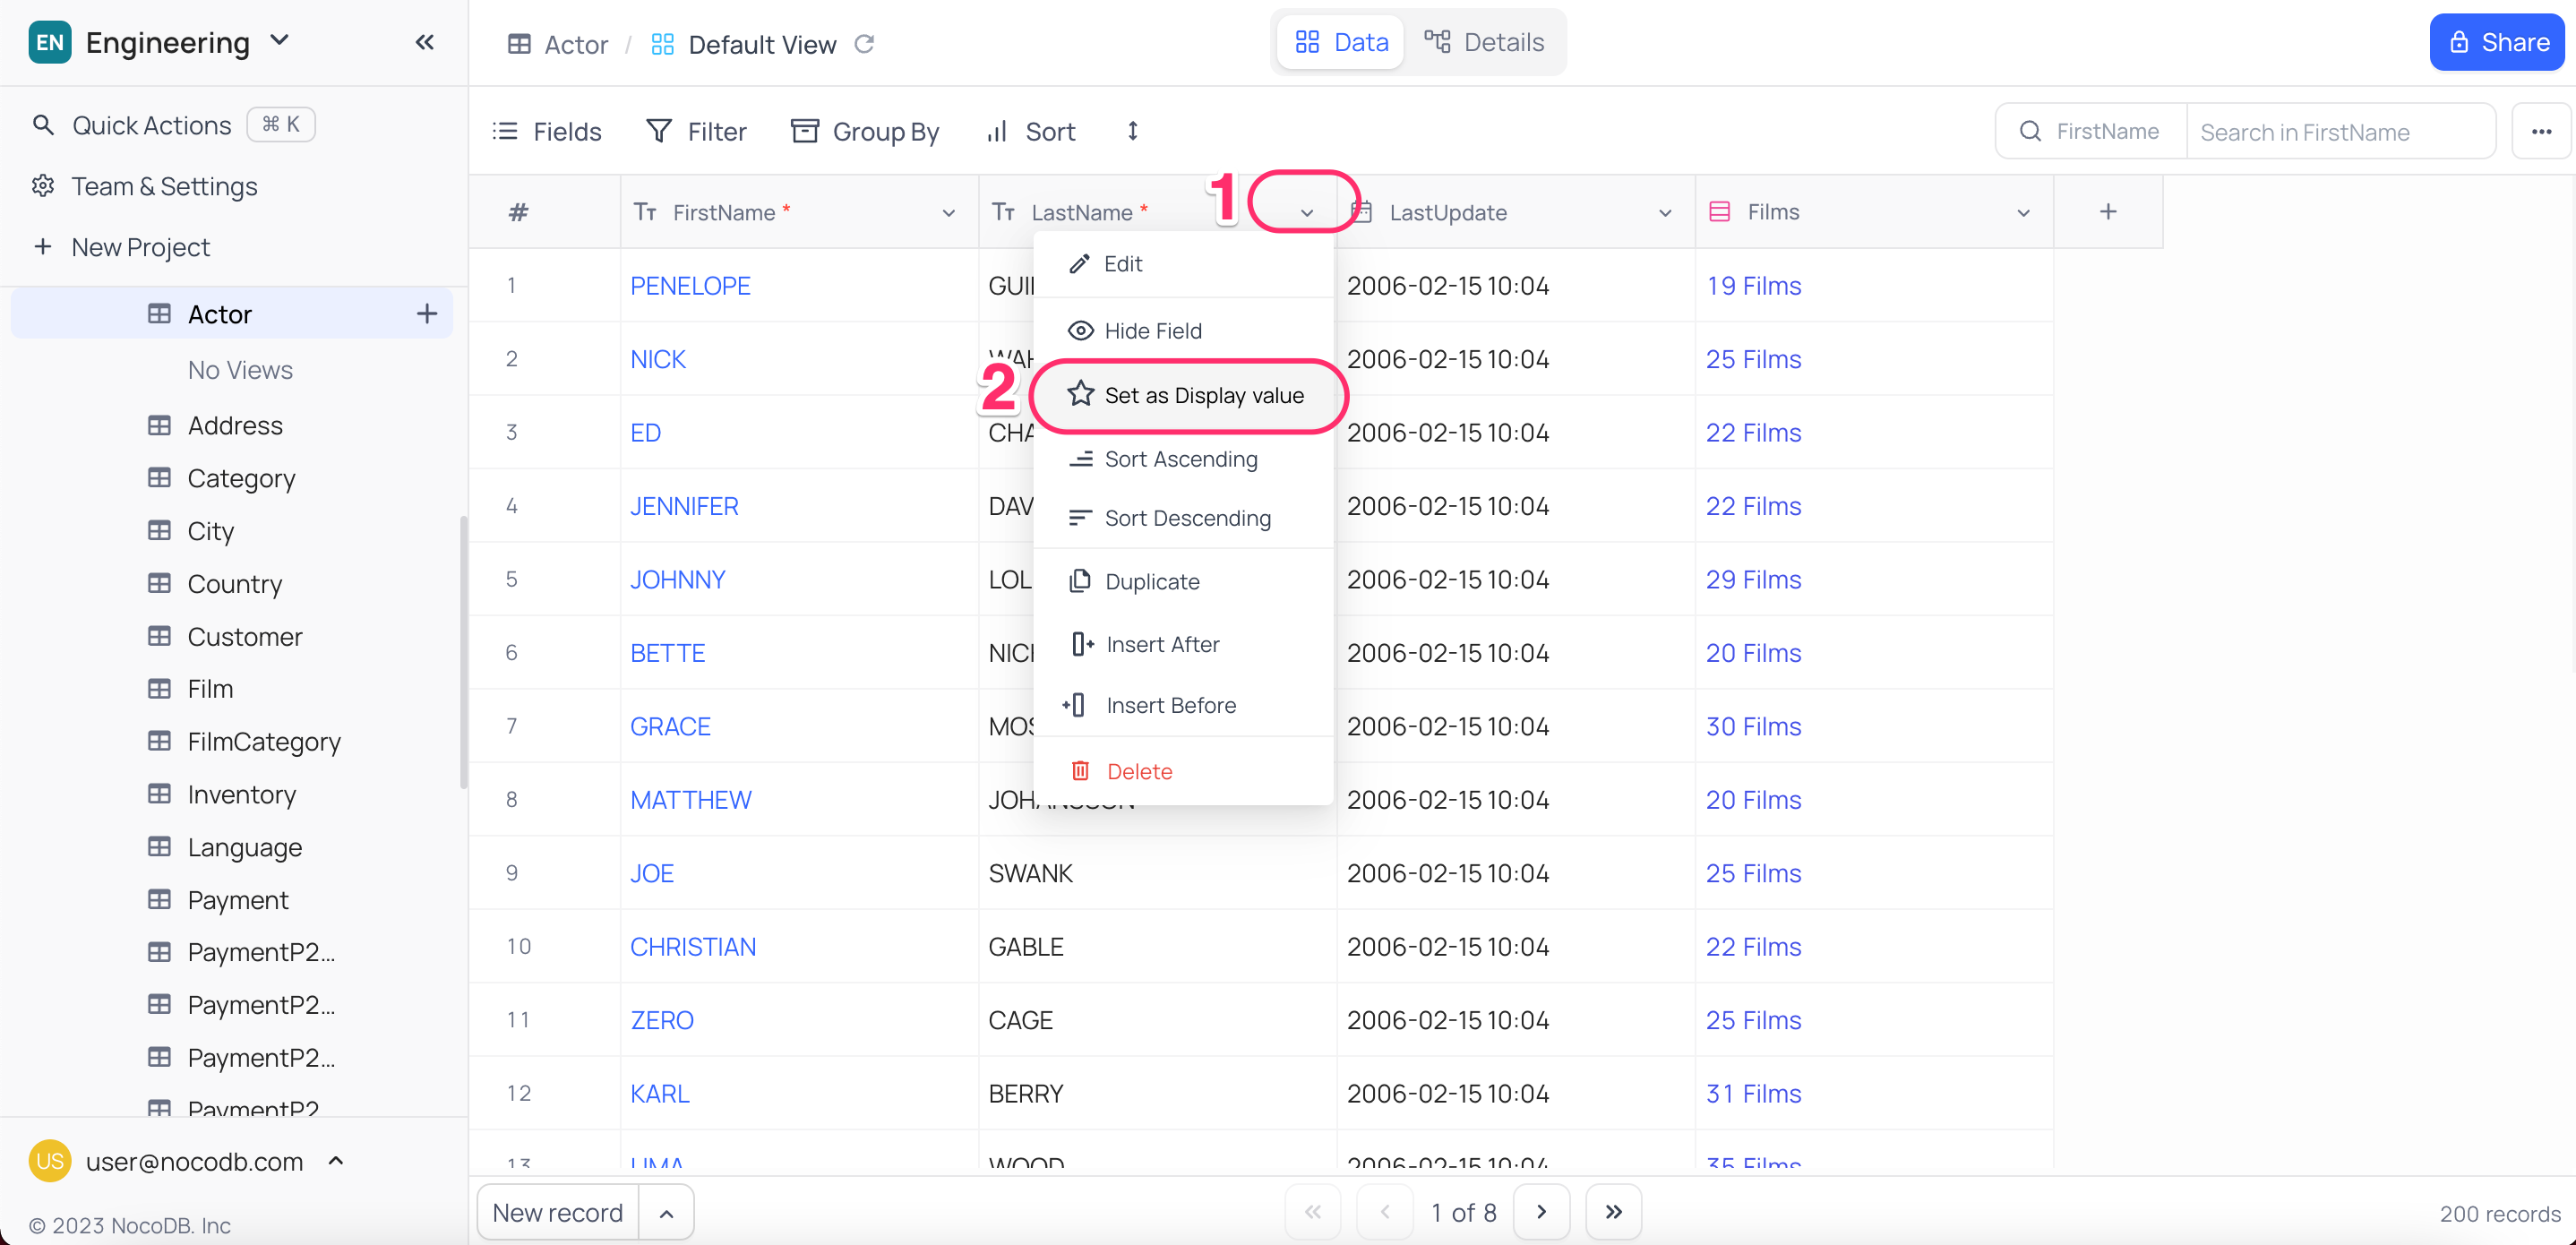 EN Engineering
Quick Actions ⌘ K
Team & Settings
New Project
Actor
No Views
Address
Category
City
Country
Customer
Film
FilmCategory
Inventory
Language
Payment
PaymentP2...
PaymentP2...
PaymentP2...
PaymentP2
US user@nocodb.com
© 2023 NocoDB. Inc
Actor / Default View
Data Details
Share
Fields Filter Group By Sort
FirstName Search in FirstName
1
# FirstName * LastName * LastUpdate Films
Edit
Hide Field
2 Set as Display value
Sort Ascending
Sort Descending
Duplicate
Insert After
Insert Before
Delete
1 PENELOPE 2006-02-15 10:04 19 Films
2 NICK 2006-02-15 10:04 25 Films
3 ED CHA 2006-02-15 10:04 22 Films
4 JENNIFER DAV 2006-02-15 10:04 22 Films
5 JOHNNY LOL 2006-02-15 10:04 29 Films
6 BETTE 2006-02-15 10:04 20 Films
7 GRACE MOS 2006-02-15 10:04 30 Films
8 MATTHEW JOHANSSON 2006-02-15 10:04 20 Films
9 JOE SWANK 2006-02-15 10:04 25 Films
10 CHRISTIAN GABLE 2006-02-15 10:04 22 Films
11 ZERO CAGE 2006-02-15 10:04 25 Films
12 KARL BERRY 2006-02-15 10:04 31 Films
13 UMA WOOD 2006-02-15 10:04 35 Films
New record
1 of 8
200 records